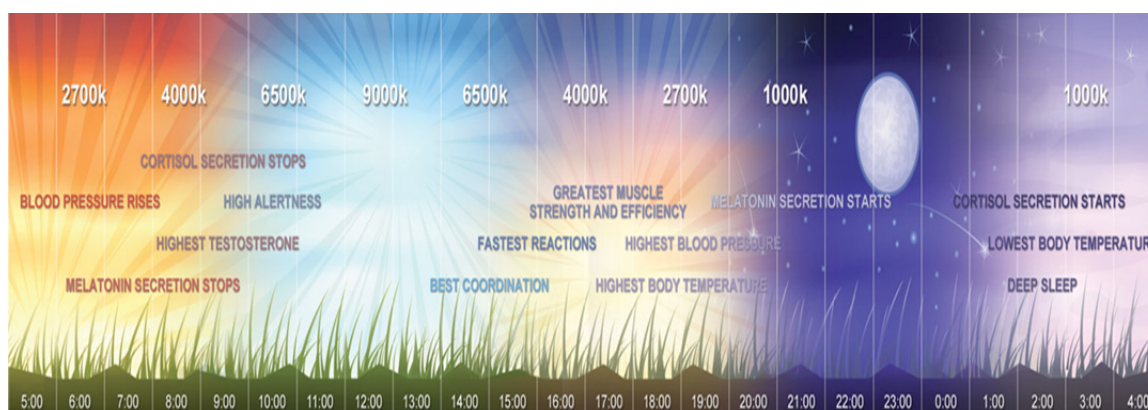 2700k 4000k 6500k 9000k 6500k 4000k 2700k 1000k 1000k
CORTISOL SECRETION STOPS
BLOOD PRESSURE RISES HIGH ALERTNESS GREATEST MUSCLE MELATONIN SECRETION STARTS CORTISOL SECRETION STARTS
STRENGTH AND EFFICIENCY
HIGHEST TESTOSTERONE FASTEST REACTIONS HIGHEST BLOOD PRESSURE LOWEST BODY TEMPERATUR
MELATONIN SECRETION STOPS BEST COORDINATION HIGHEST BODY TEMPERATURE DEEP SLEEP
5:00 6:00 7:00 8:00 9:00 10:00 11:00 12:00 13:00 14:00 15:00 16:00 17:00 18:00 19:00 20:00 21:00 22:00 23:00 0:00 1:00 2:00 3:00 4:00